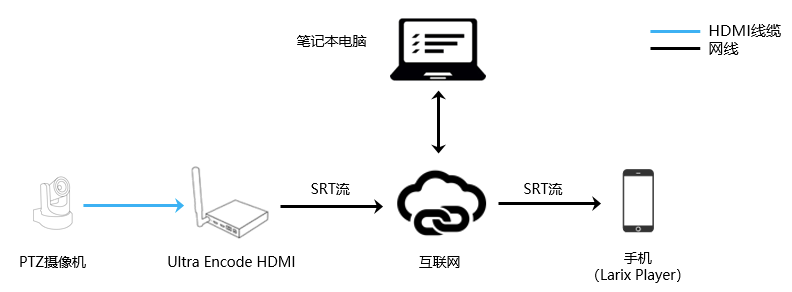 笔记本电脑
HDMI线缆
网线
SRT流
SRT流
PTZ摄像机
Ultra Encode HDMI
互联网
手机
（Larix Player）